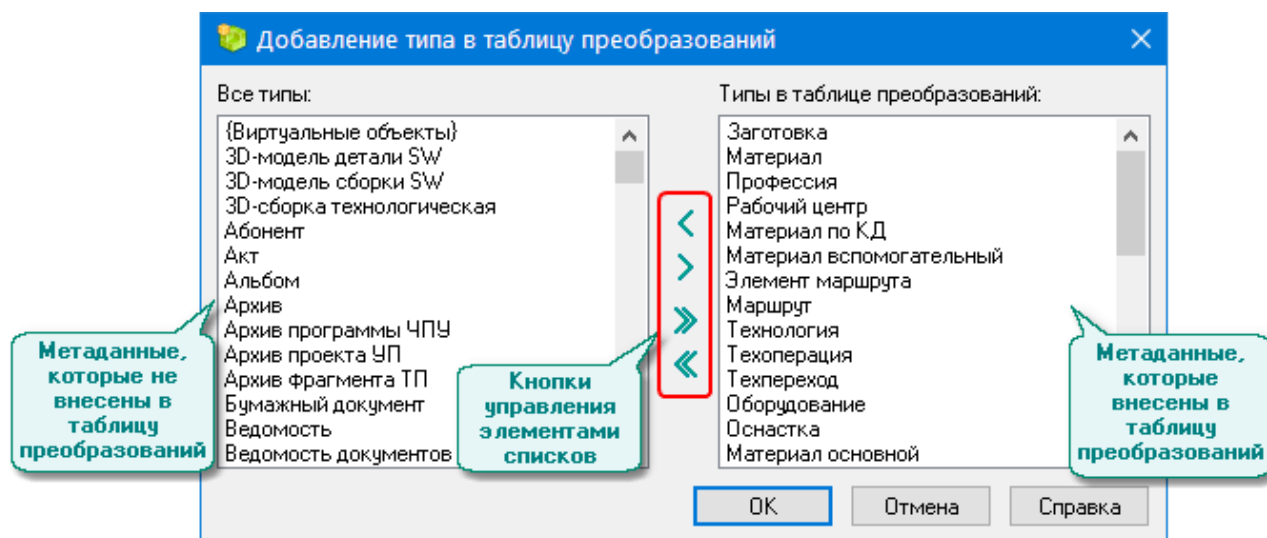 Добавление типа в таблицу преобразований
Все типы:
{Виртуальные объекты}
3D-модель детали SW
3D-модель сборки SW
3D-сборка технологическая
Абонент
Акт
Альбом
Архив
Архив программы ЧПУ
Архив проекта УП
Архив фрагмента ТП
Бумажный документ
Ведомость
Ведомость документов
Типы в таблице преобразований:
Заготовка
Материал
Профессия
Рабочий центр
Материал по КД
Материал вспомогательный
Элемент маршрута
Маршрут
Технология
Техоперация
Техпереход
Оборудование
Оснастка
Материал основной
Метаданные,
которые не
внесены в
таблицу
преобразований
Кнопки
управления
элементами
списков
Метаданные,
которые
внесены в
таблицу
преобразований
OK
Отмена
Справка